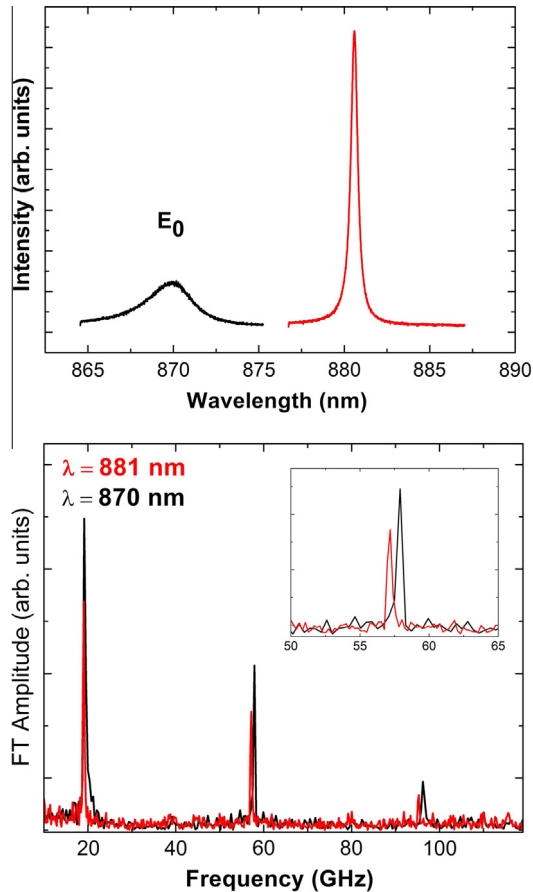 Intensity (arb. units)
E0
865 870 875 880 885 890
Wavelength (nm)
λ = 881 nm
λ = 870 nm
FT Amplitude (arb. units)
50 55 60 65
20 40 60 80 100
Frequency (GHz)